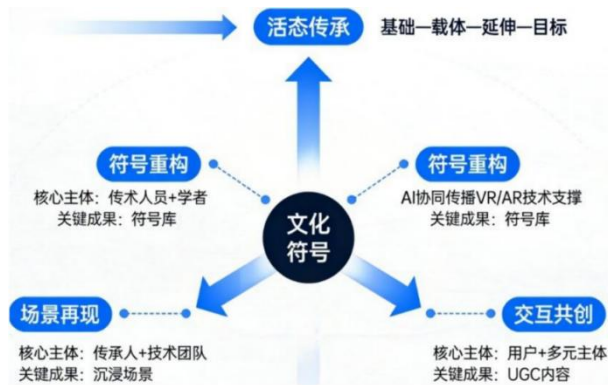 活态传承
基础一载体一延伸一目标
符号重构
核心主体：传术人员+学者
关键成果：符号库
符号重构
AI协同传播VR/AR技术支撑
关键成果：符号库
文化
符号
场景再现
核心主体：传承人+技术团队
关键成果：沉浸场景
交互共创
核心主体：用户+多元主体
关键成果：UGC内容